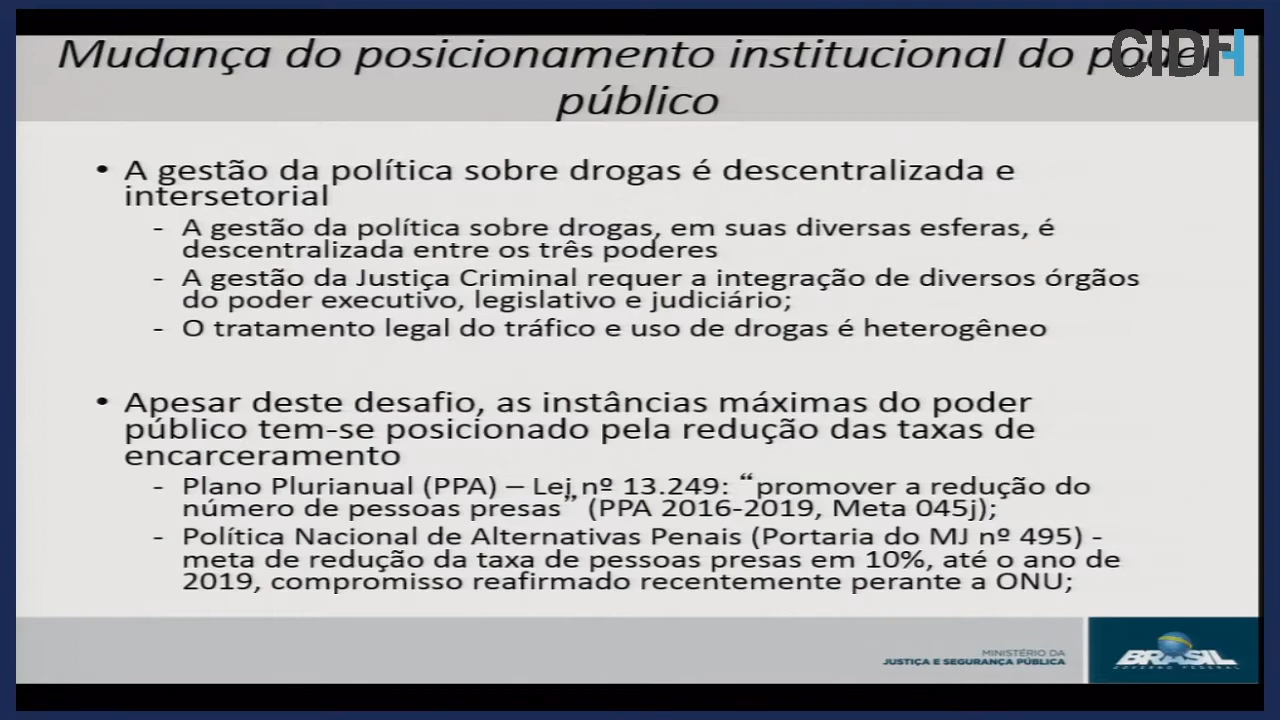 Mudança do posicionamento institucional do poder
público
CIDH
• A gestão da política sobre drogas é descentralizada e
intersetorial
- A gestão da política sobre drogas, em suas diversas esferas, é
descentralizada entre os três poderes
- A gestão da Justiça Criminal requer a integração de diversos órgãos
do poder executivo, legislativo e judiciário;
- O tratamento legal do tráfico e uso de drogas é heterogêneo
• Apesar deste desafio, as instâncias máximas do poder
público tem-se posicionado pela redução das taxas de
encarceramento
- Plano Plurianual (PPA) – Lei nº 13.249: “promover a redução do
número de pessoas presas” (PPA 2016-2019, Meta 045j);
- Política Nacional de Alternativas Penais (Portaria do MJ nº 495) -
meta de redução da taxa de pessoas presas em 10%, até o ano de
2019, compromisso reafirmado recentemente perante a ONU;
MINISTÉRIO DA
JUSTIÇA E SEGURANÇA PÚBLICA
BRASIL
GOVERNO FEDERAL